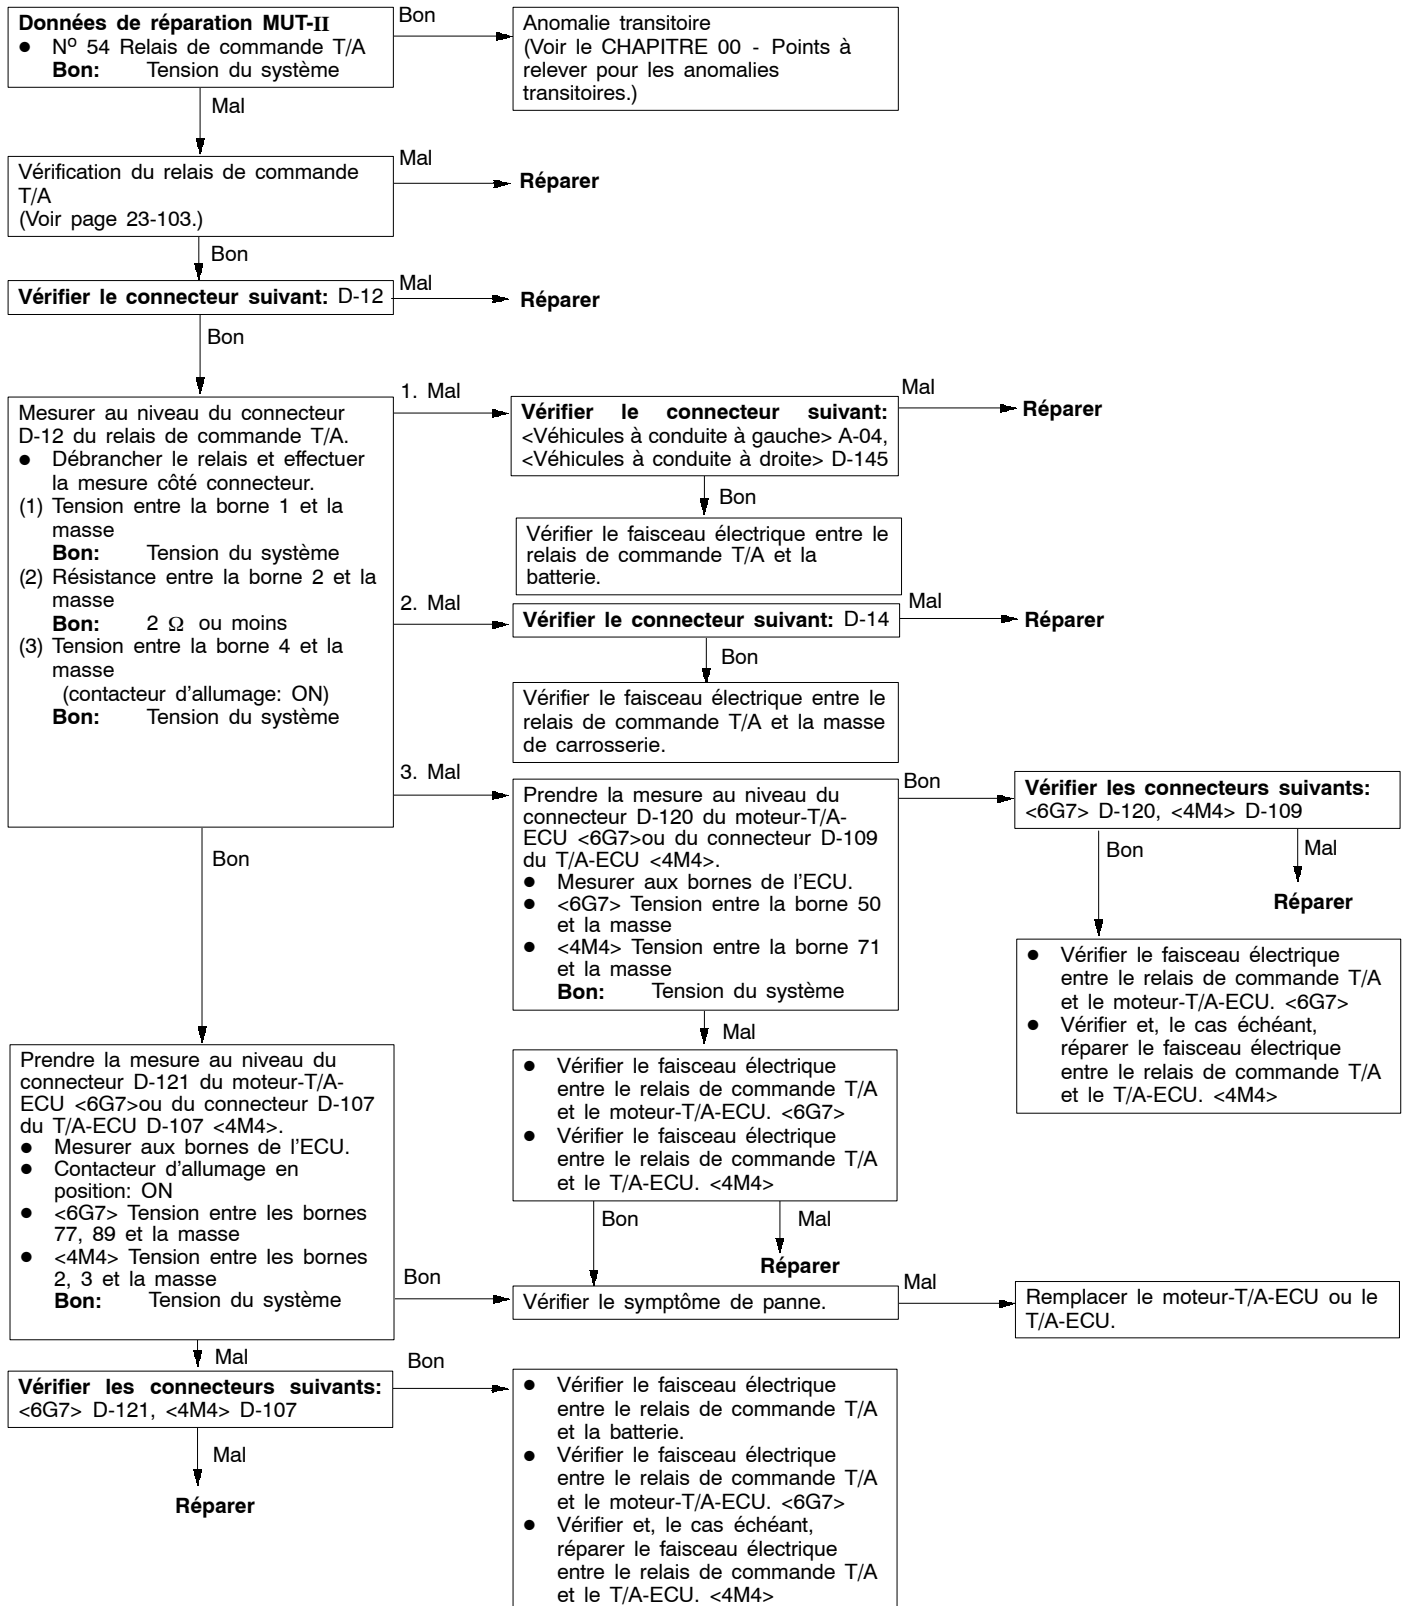 Données de réparation MUT-II
● Nº 54 Relais de commande T/A
Bon: Tension du système
Bon
Anomalie transitoire
(Voir le CHAPITRE 00 - Points à
relever pour les anomalies
transitoires.)
Mal
Vérification du relais de commande
T/A
(Voir page 23-103.)
Mal
Réparer
Bon
Vérifier le connecteur suivant: D-12
Mal
Réparer
Bon
Mesurer au niveau du connecteur
D-12 du relais de commande T/A.
● Débrancher le relais et effectuer
la mesure côté connecteur.
(1) Tension entre la borne 1 et la
masse
Bon: Tension du système
(2) Résistance entre la borne 2 et la
masse
Bon: 2 Ω ou moins
(3) Tension entre la borne 4 et la
masse
(contacteur d'allumage: ON)
Bon: Tension du système
1. Mal
Vérifier le connecteur suivant:
<Véhicules à conduite à gauche> A-04,
<Véhicules à conduite à droite> D-145
Mal
Réparer
Bon
Vérifier le faisceau électrique entre le
relais de commande T/A et la
batterie.
2. Mal
Vérifier le connecteur suivant: D-14
Mal
Réparer
Bon
Vérifier le faisceau électrique entre le
relais de commande T/A et la masse
de carrosserie.
3. Mal
Prendre la mesure au niveau du
connecteur D-120 du moteur-T/A-
ECU <6G7>ou du connecteur D-109
du T/A-ECU <4M4>.
● Mesurer aux bornes de l'ECU.
● <6G7> Tension entre la borne 50
et la masse
● <4M4> Tension entre la borne 71
et la masse
Bon: Tension du système
Bon
Vérifier les connecteurs suivants:
<6G7> D-120, <4M4> D-109
Bon
Mal
Réparer
● Vérifier le faisceau électrique
entre le relais de commande T/A
et le moteur-T/A-ECU. <6G7>
● Vérifier et, le cas échéant,
réparer le faisceau électrique
entre le relais de commande T/A
et le T/A-ECU. <4M4>
Mal
● Vérifier le faisceau électrique
entre le relais de commande T/A
et le moteur-T/A-ECU. <6G7>
● Vérifier le faisceau électrique
entre le relais de commande T/A
et le T/A-ECU. <4M4>
Bon
Mal
Réparer
Bon
Prendre la mesure au niveau du
connecteur D-121 du moteur-T/A-
ECU <6G7>ou du connecteur D-107
du T/A-ECU D-107 <4M4>.
● Mesurer aux bornes de l'ECU.
● Contacteur d'allumage en
position: ON
● <6G7> Tension entre les bornes
77, 89 et la masse
● <4M4> Tension entre les bornes
2, 3 et la masse
Bon: Tension du système
Bon
Vérifier le symptôme de panne.
Mal
Remplacer le moteur-T/A-ECU ou le
T/A-ECU.
Mal
Vérifier les connecteurs suivants:
<6G7> D-121, <4M4> D-107
Bon
● Vérifier le faisceau électrique
entre le relais de commande T/A
et la batterie.
● Vérifier le faisceau électrique
entre le relais de commande T/A
et le moteur-T/A-ECU. <6G7>
● Vérifier et, le cas échéant,
réparer le faisceau électrique
entre le relais de commande T/A
et le T/A-ECU. <4M4>
Mal
Réparer